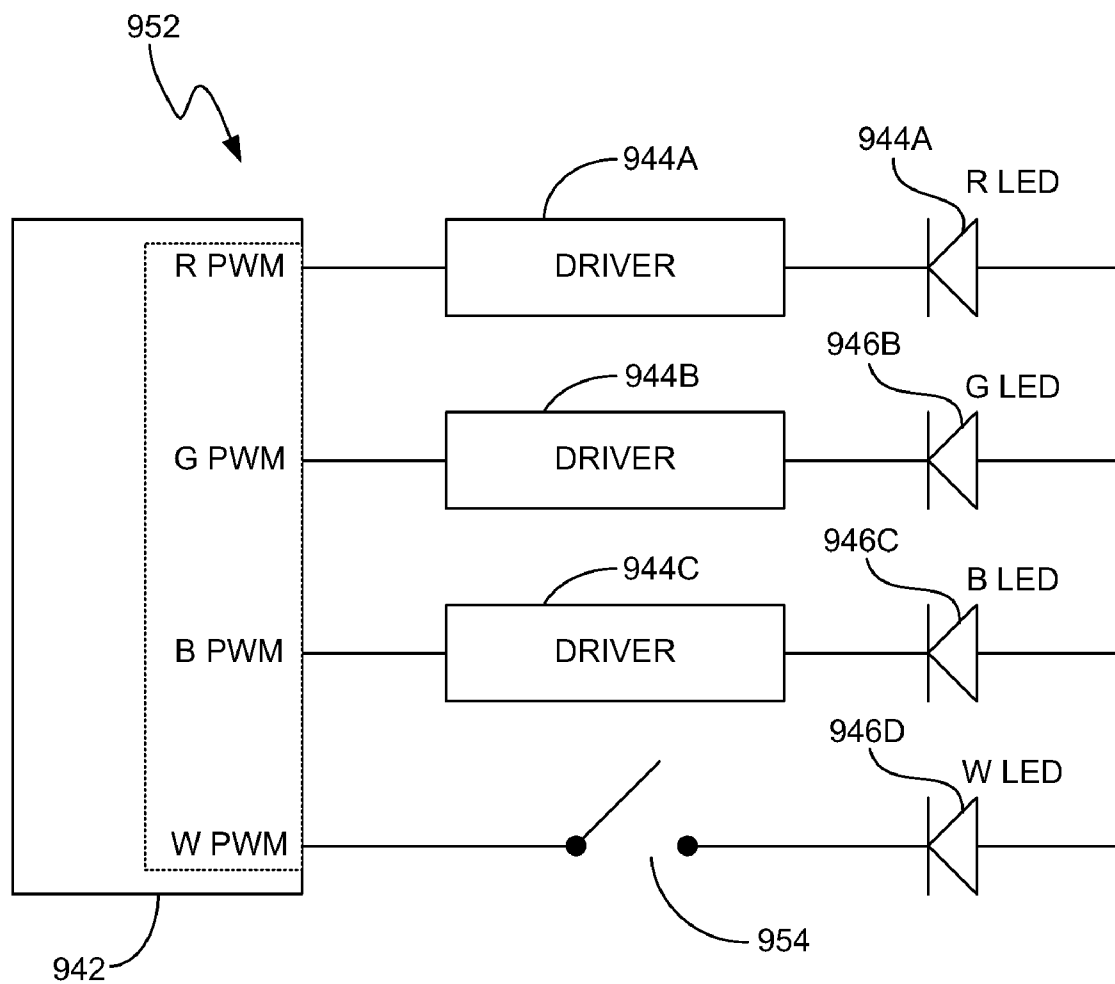 952
944A
944A
R LED
R PWM
DRIVER
944B
946B
G LED
G PWM
DRIVER
944C
946C
B LED
B PWM
DRIVER
946D
W LED
W PWM
954
942